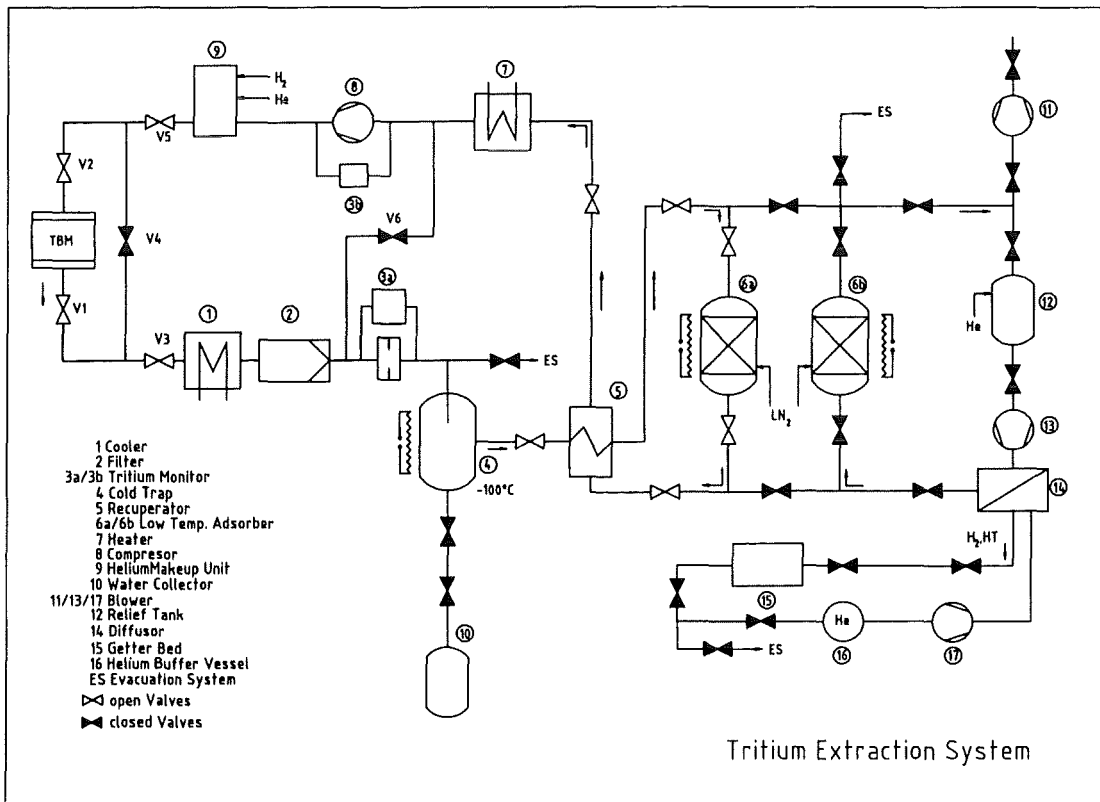 9
H₂
He
V5
8
7
3b
V2
TBM
V4
V6
V1
V3
1
2
3a
ES
4
-100°C
5
ES
11
6a
6b
12
He
LN₂
13
14
H₂,HT
15
He
16
17
ES
10
1 Cooler
2 Filter
3a/3b Tritium Monitor
4 Cold Trap
5 Recuperator
6a/6b Low Temp. Adsorber
7 Heater
8 Compresor
9 HeliumMakeup Unit
10 Water Collector
11/13/17 Blower
12 Relief Tank
14 Diffusor
15 Getter Bed
16 Helium Buffer Vessel
ES Evacuation System
open Valves
closed Valves
Tritium Extraction System